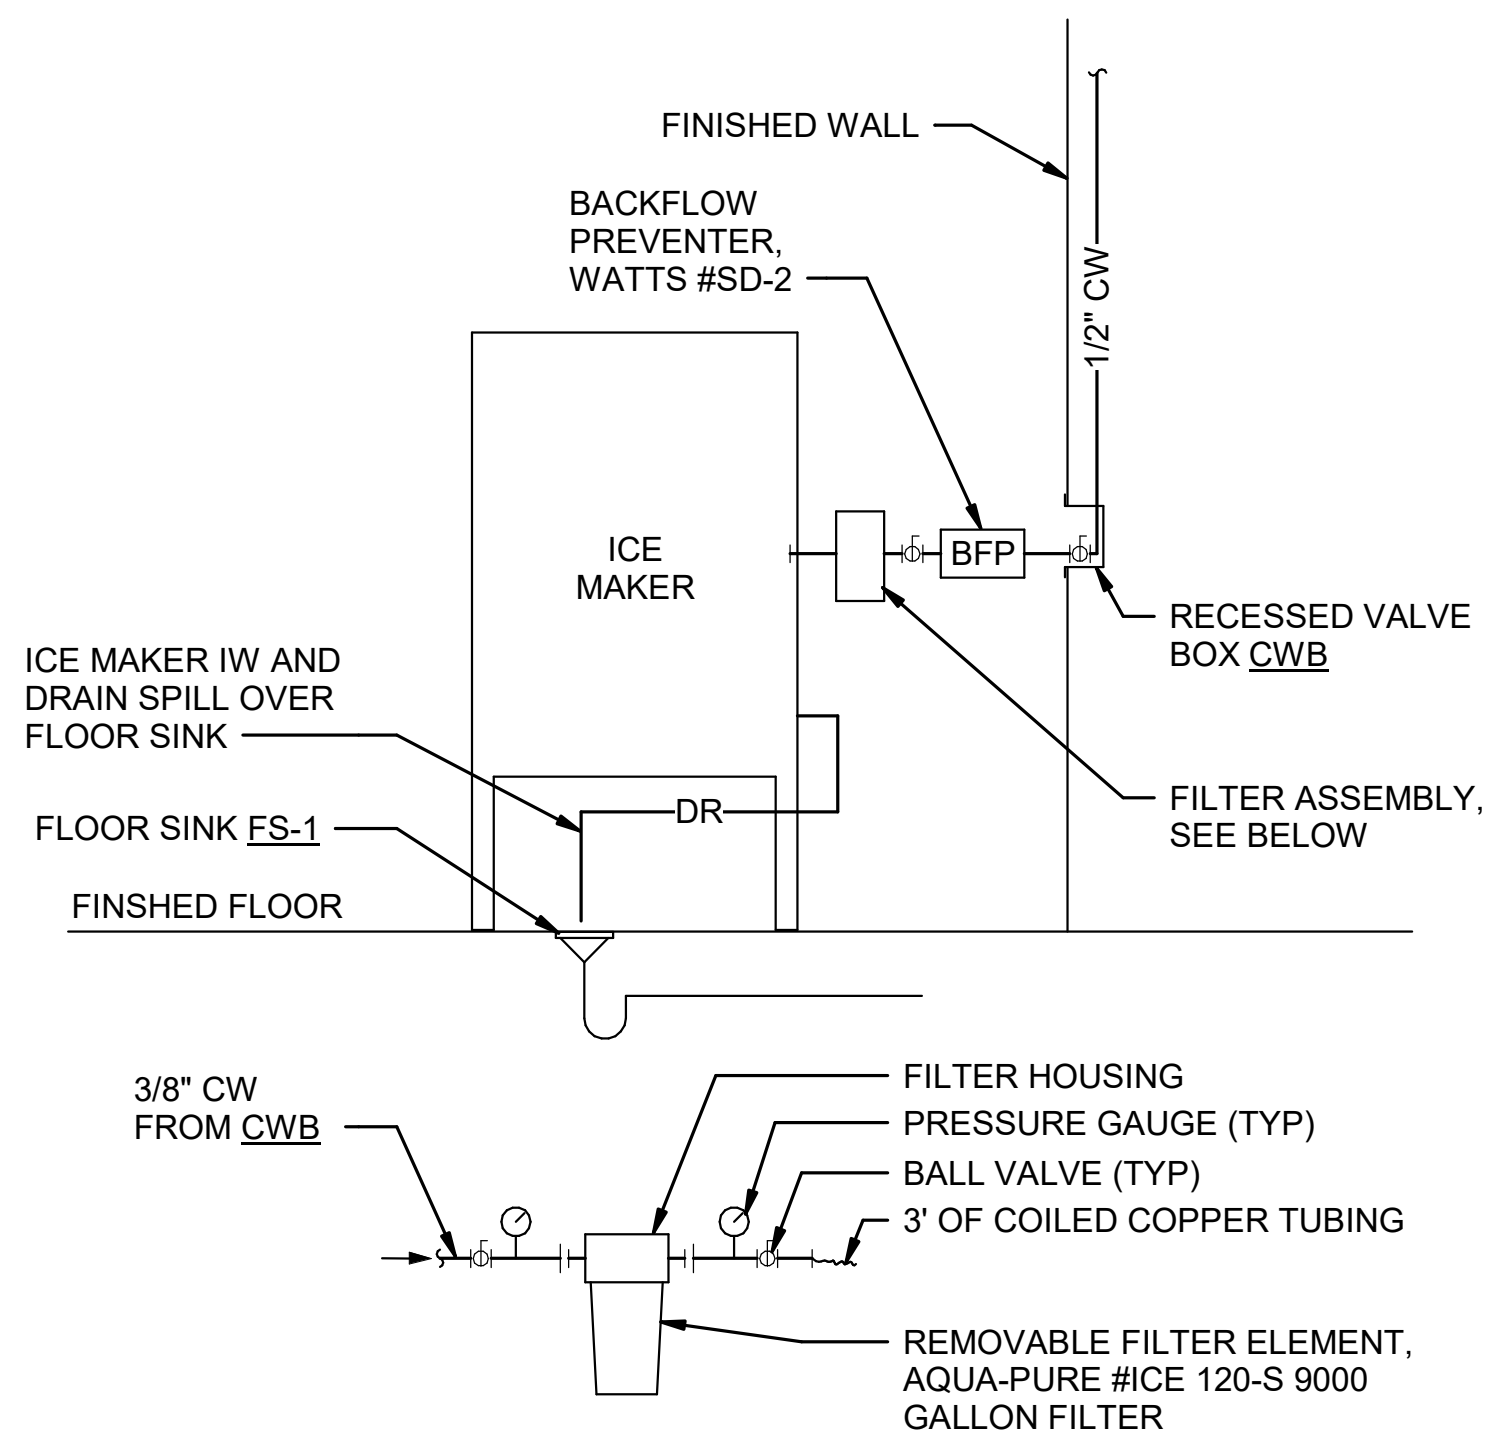 FINISHED WALL
BACKFLOW
PREVENTER,
WATTS #SD-2
1/2" CW
ICE
MAKER
BFP
RECESSED VALVE
BOX CWB
ICE MAKER IW AND
DRAIN SPILL OVER
FLOOR SINK
DR
FILTER ASSEMBLY,
SEE BELOW
FLOOR SINK FS-1
FINSHED FLOOR
3/8" CW
FROM CWB
FILTER HOUSING
PRESSURE GAUGE (TYP)
BALL VALVE (TYP)
3' OF COILED COPPER TUBING
REMOVABLE FILTER ELEMENT,
AQUA-PURE #ICE 120-S 9000
GALLON FILTER